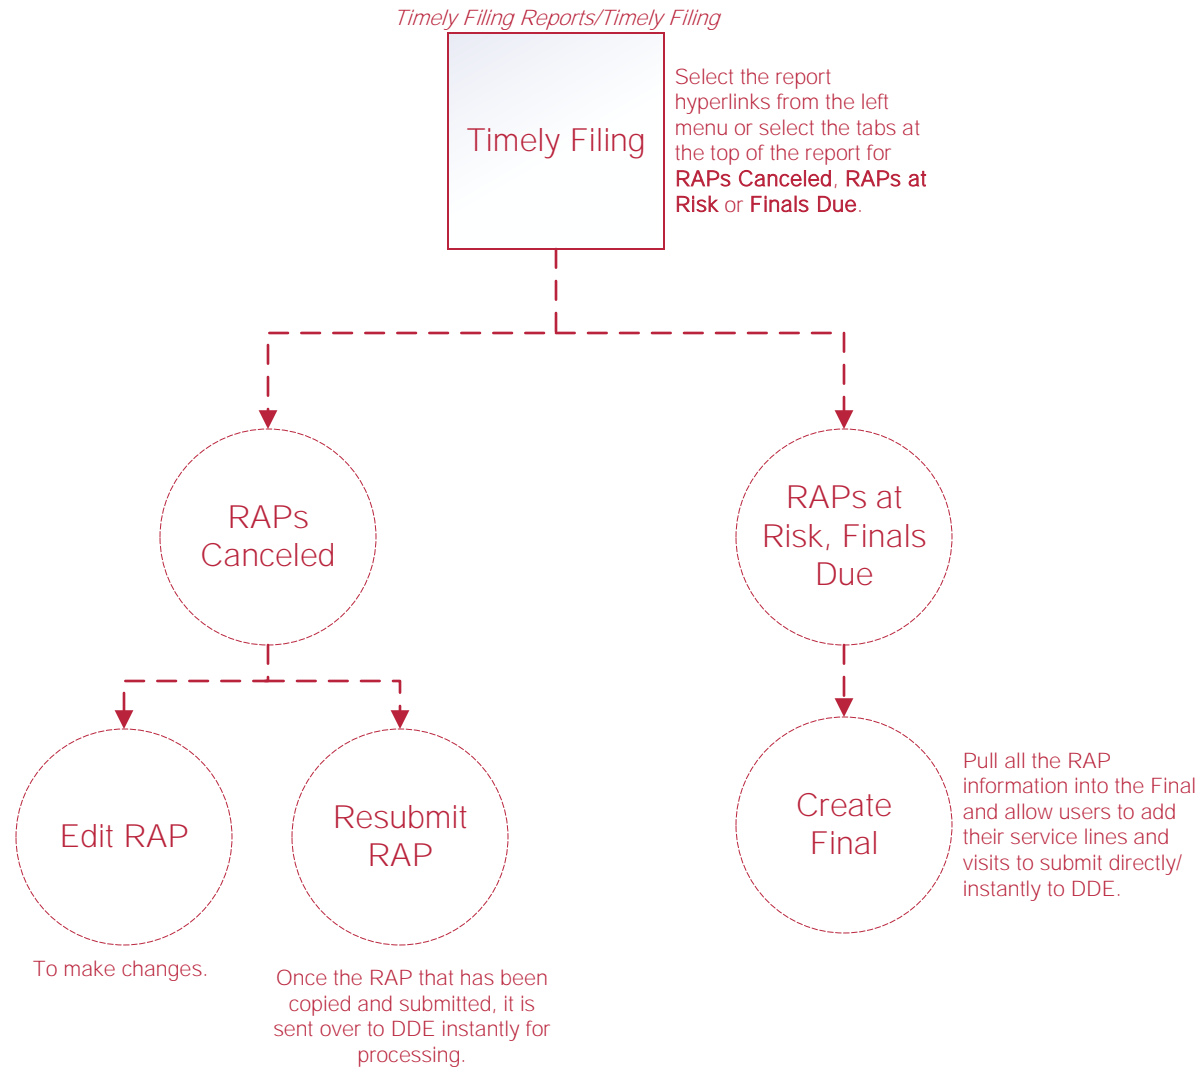 Timely Filing Reports/Timely Filing
Timely Filing
Select the report
hyperlinks from the left
menu or select the tabs at
the top of the report for
RAPs Canceled, RAPs at
Risk or Finals Due.
RAPs
Canceled
RAPs at
Risk, Finals
Due
Edit RAP
To make changes.
Resubmit
RAP
Once the RAP that has been
copied and submitted, it is
sent over to DDE instantly for
processing.
Create
Final
Pull all the RAP
information into the Final
and allow users to add
their service lines and
visits to submit directly/
instantly to DDE.